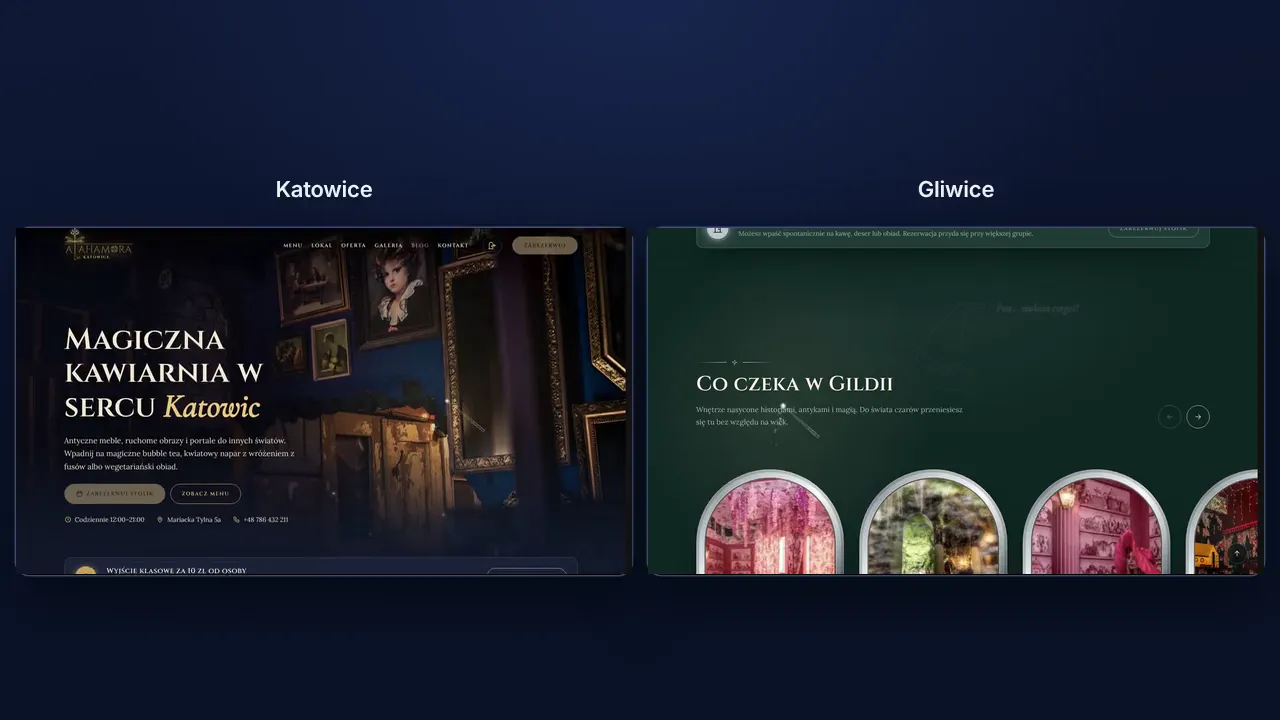 Katowice
Gliwice
ALAHAMORA
KATOWICE
MENU LOKAL OFERTA GALERIA BLOG KONTAKT
ZAREZERWUJ
Magiczna
kawiarnia w
sercu Katowic
Antyczne meble, ruchome obrazy i portale do innych światów.
Wpadnij na magiczne bubble tea, kwiatowy napar z wróżeniem z
fusów albo wegetariański obiad.
ZAREZERWUJ STOLIK
ZOBACZ MENU
Codziennie 12:00–21:00
Mariacka Tylna 5a
+48 786 432 211
Wyjście klasowe za 10 zł od osoby
Możesz wpaść spontanicznie na kawę, deser lub obiad. Rezerwacja przyda się przy większej grupie.
ZAREZERWUJ STOLIK
Co czeka w Gildii
Wnętrze nasycone historiami, antykami i magią. Do świata czarów przeniesiesz
się tu bez względu na wiek.